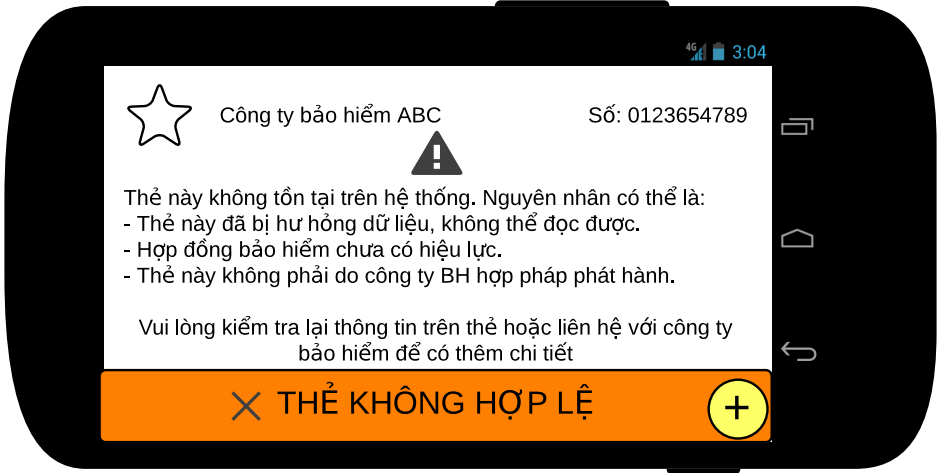 4G 3:04
Công ty bảo hiểm ABC Số: 0123654789
Thẻ này không tồn tại trên hệ thống. Nguyên nhân có thể là:
- Thẻ này đã bị hư hỏng dữ liệu, không thể đọc được.
- Hợp đồng bảo hiểm chưa có hiệu lực.
- Thẻ này không phải do công ty BH hợp pháp phát hành.
Vui lòng kiểm tra lại thông tin trên thẻ hoặc liên hệ với công ty
bảo hiểm để có thêm chi tiết
THẺ KHÔNG HỢP LỆ